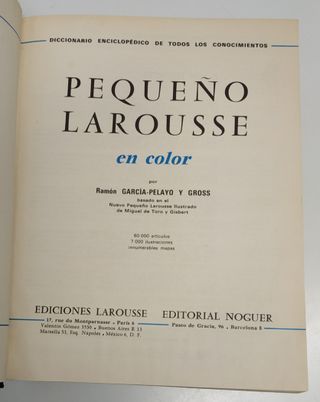 DICCIONARIO ENCICLOPÉDICO DE TODOS LOS CONOCIMIENTOS
PEQUEÑO
LAROUSSE
en color
por
Ramón GARCÍA-PELAYO Y GROSS
basado en el
Nuevo Pequeño Larousse Ilustrado
de Miguel de Toro y Gisbert
60 000 artículos
7 000 ilustraciones
innumerables mapas
EDICIONES LAROUSSE EDITORIAL NOGUER
17, rue du Montparnasse - París 6 Paseo de Gracia, 96 - Barcelona 8
Valentín Gómez 3530 - Buenos Aires R 13
Marsella 53, Esq. Nápoles - México 6, D. F.